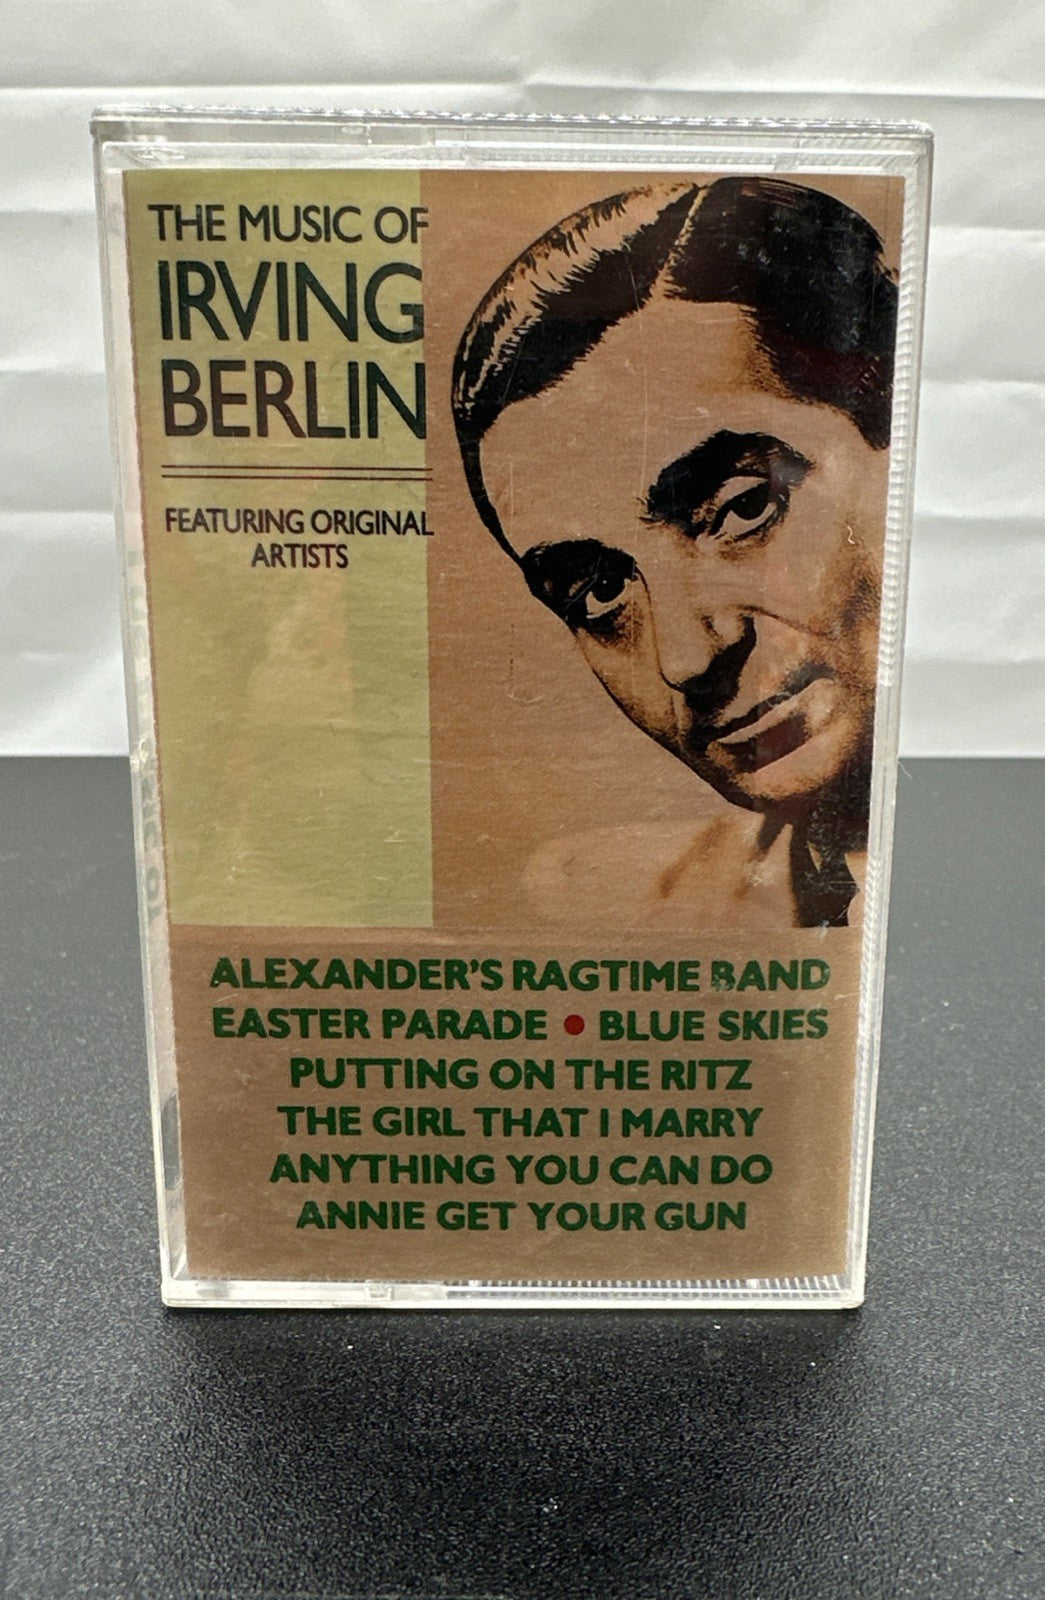 THE MUSIC OF
IRVING
BERLIN
FEATURING ORIGINAL
ARTISTS
ALEXANDER'S RAGTIME BAND
EASTER PARADE • BLUE SKIES
PUTTING ON THE RITZ
THE GIRL THAT I MARRY
ANYTHING YOU CAN DO
ANNIE GET YOUR GUN